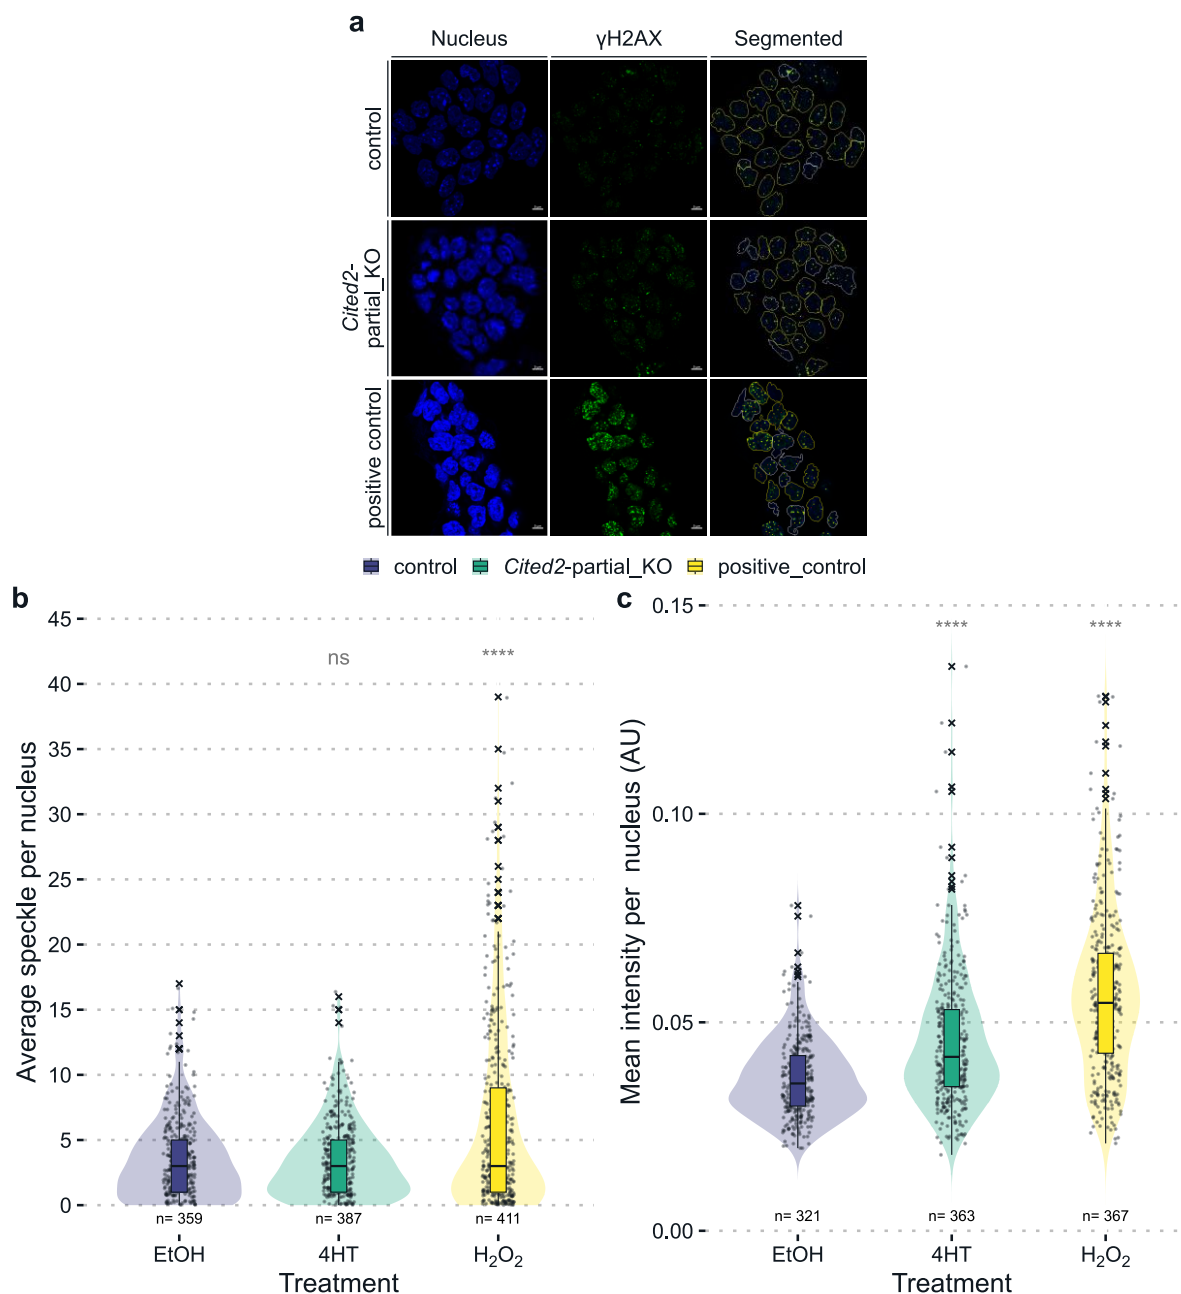 a
Nucleus γH2AX Segmented
control
Cited2-
partial_KO
positive control
control Cited2-partial_KO positive_control
b
Average speckle per nucleus
45
40
35
30
25
20
15
10
5
0
ns ****
n= 359 n= 387 n= 411
EtOH 4HT H₂O₂
Treatment
c
Mean intensity per nucleus (AU)
0.15
0.10
0.05
0.00
**** ****
n= 321 n= 363 n= 367
EtOH 4HT H₂O₂
Treatment